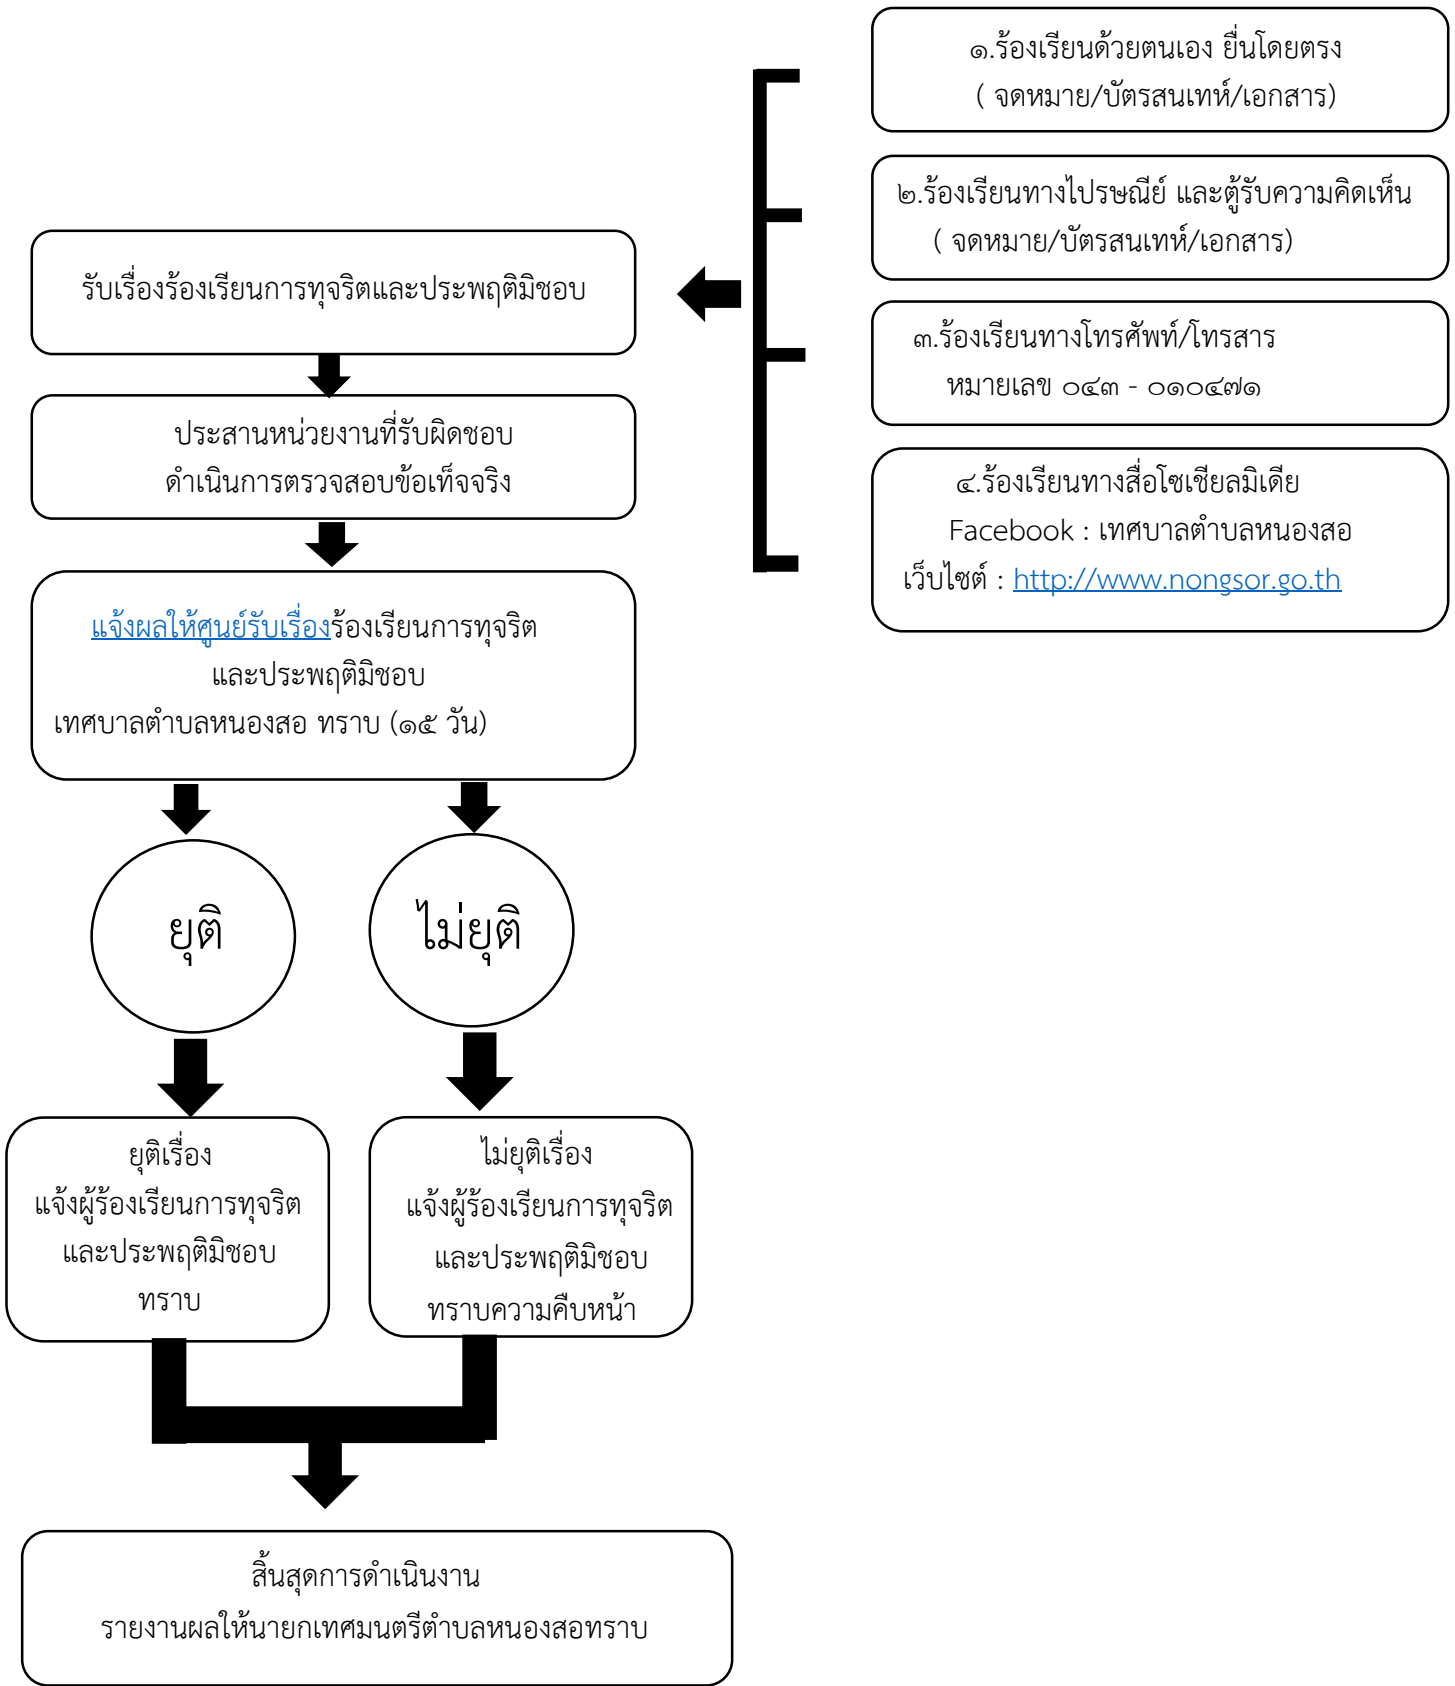 ๑.ร้องเรียนด้วยตนเอง ยื่นโดยตรง
( จดหมาย/บัตรสนเทห์/เอกสาร)
๒.ร้องเรียนทางไปรษณีย์ และตู้รับความคิดเห็น
( จดหมาย/บัตรสนเทห์/เอกสาร)
๓.ร้องเรียนทางโทรศัพท์/โทรสาร
หมายเลข ๐๔๓ - ๐๑๐๔๗๑
๔.ร้องเรียนทางสื่อโซเชียลมิเดีย
Facebook : เทศบาลตำบลหนองสอ
เว็บไซต์ : http://www.nongsor.go.th
รับเรื่องร้องเรียนการทุจริตและประพฤติมิชอบ
ประสานหน่วยงานที่รับผิดชอบ
ดำเนินการตรวจสอบข้อเท็จจริง
แจ้งผลให้ศูนย์รับเรื่องร้องเรียนการทุจริต
และประพฤติมิชอบ
เทศบาลตำบลหนองสอ ทราบ (๑๕ วัน)
ยุติ
ไม่ยุติ
ยุติเรื่อง
แจ้งผู้ร้องเรียนการทุจริต
และประพฤติมิชอบ
ทราบ
ไม่ยุติเรื่อง
แจ้งผู้ร้องเรียนการทุจริต
และประพฤติมิชอบ
ทราบความคืบหน้า
สิ้นสุดการดำเนินงาน
รายงานผลให้นายกเทศมนตรีตำบลหนองสอทราบ